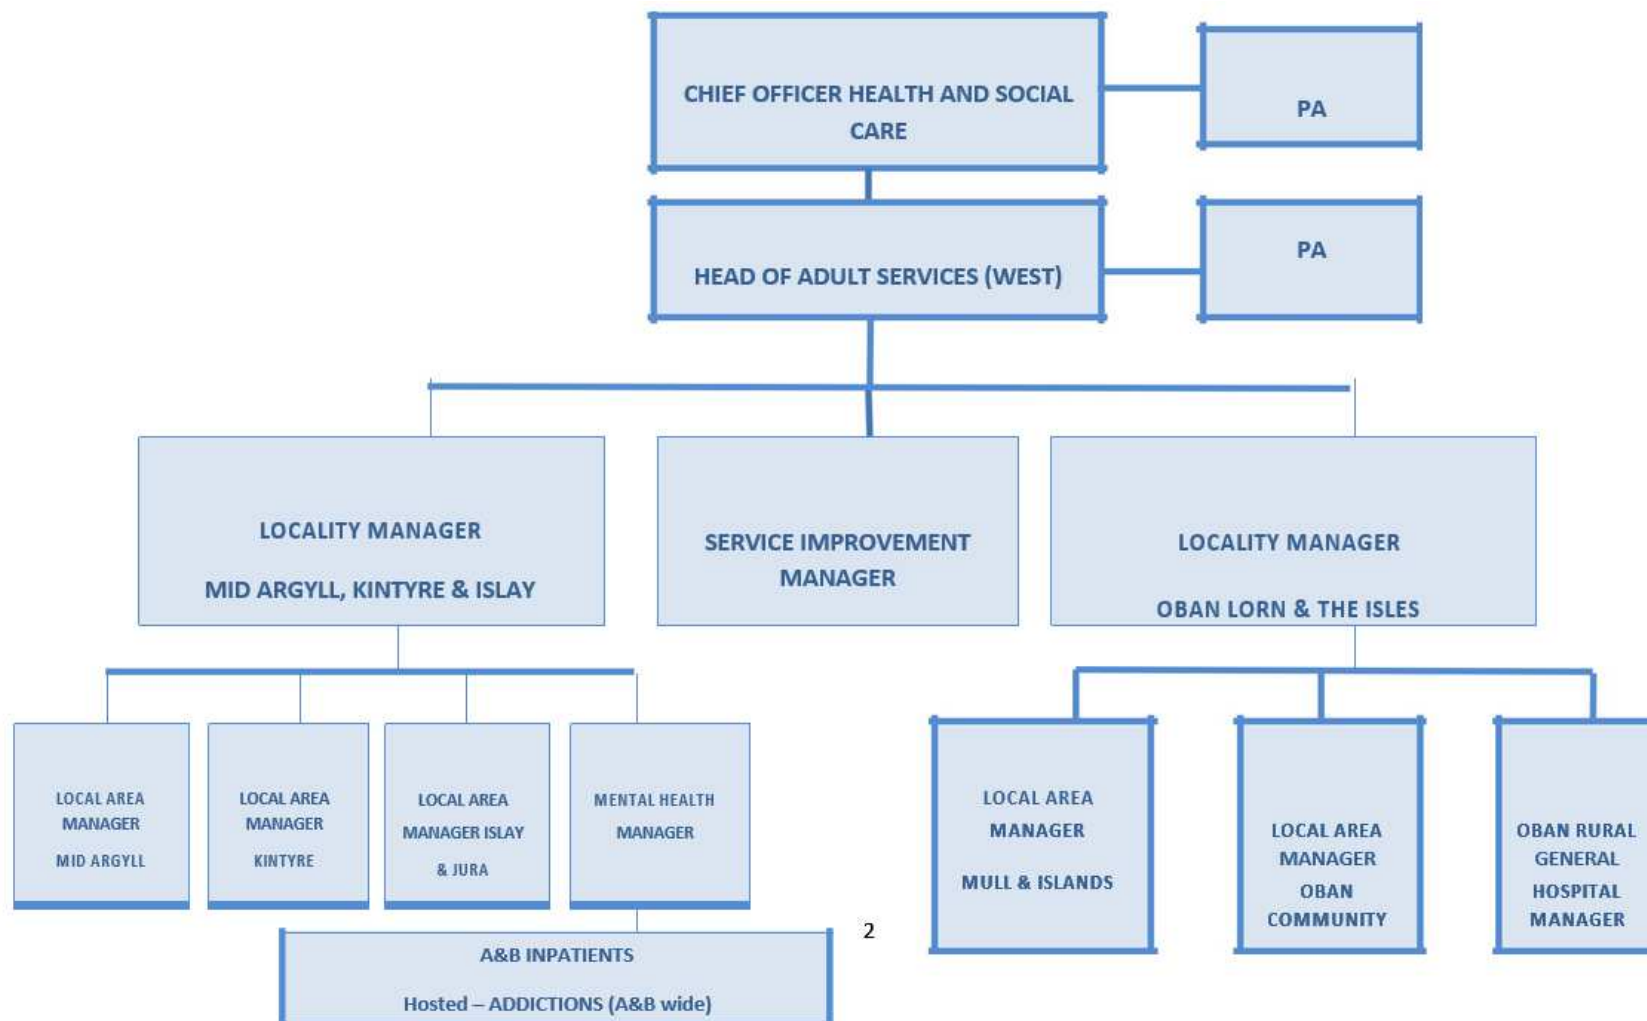 CHIEF OFFICER HEALTH AND SOCIAL
CARE
PA
HEAD OF ADULT SERVICES (WEST)
PA
LOCALITY MANAGER
MID ARGYLL, KINTYRE & ISLAY
SERVICE IMPROVEMENT
MANAGER
LOCALITY MANAGER
OBAN LORN & THE ISLES
LOCAL AREA
MANAGER
MID ARGYLL
LOCAL AREA
MANAGER
KINTYRE
LOCAL AREA
MANAGER ISLAY
& JURA
MENTAL HEALTH
MANAGER
LOCAL AREA
MANAGER
MULL & ISLANDS
LOCAL AREA
MANAGER
OBAN
COMMUNITY
OBAN RURAL
GENERAL
HOSPITAL
MANAGER
A&B INPATIENTS
Hosted – ADDICTIONS (A&B wide)
2